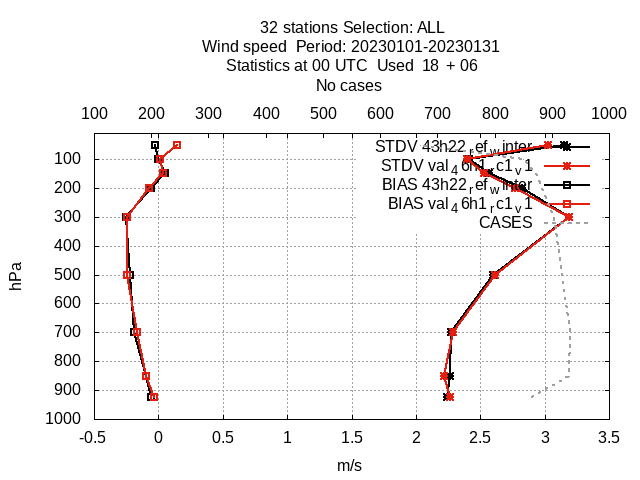 32 stations Selection: ALL
Wind speed  Period: 20230101-20230131
Statistics at 00 UTC  Used  18  + 06
No cases
100 200 300 400 500 600 700 800 900 1000
STDV 43h22_ref_winter
STDV val_46h1_rc1_v1
BIAS 43h22_ref_winter
BIAS val_46h1_rc1_v1
CASES
100
200
300
400
500
600
700
800
900
1000
hPa
-0.5 0 0.5 1 1.5 2 2.5 3 3.5
m/s